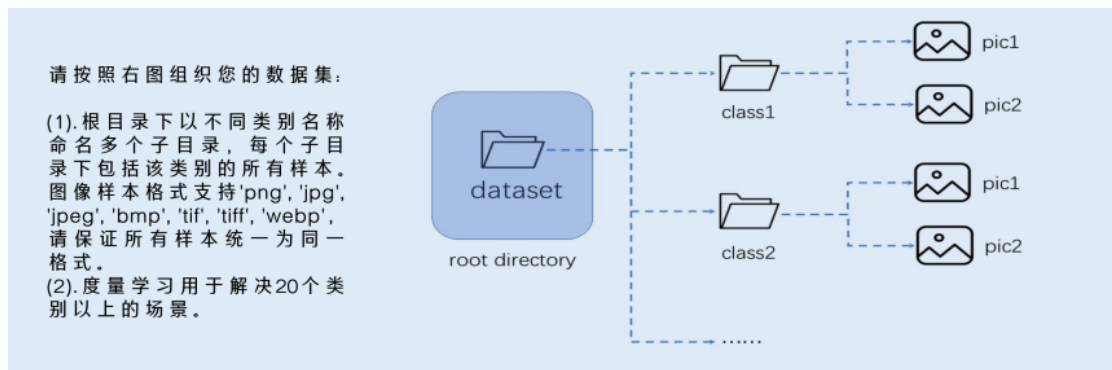 请按照右图组织您的数据集:
(1).根目录下以不同类别名称
命名多个子目录，每个子目
录下包括该类别的所有样本。
图像样本格式支持'png', 'jpg',
'jpeg', 'bmp', 'tif', 'tiff', 'webp',
请保证所有样本统一为同一
格式。
(2).度量学习用于解决20个类
别以上的场景。
dataset
root directory
class1
pic1
pic2
class2
pic1
pic2
······